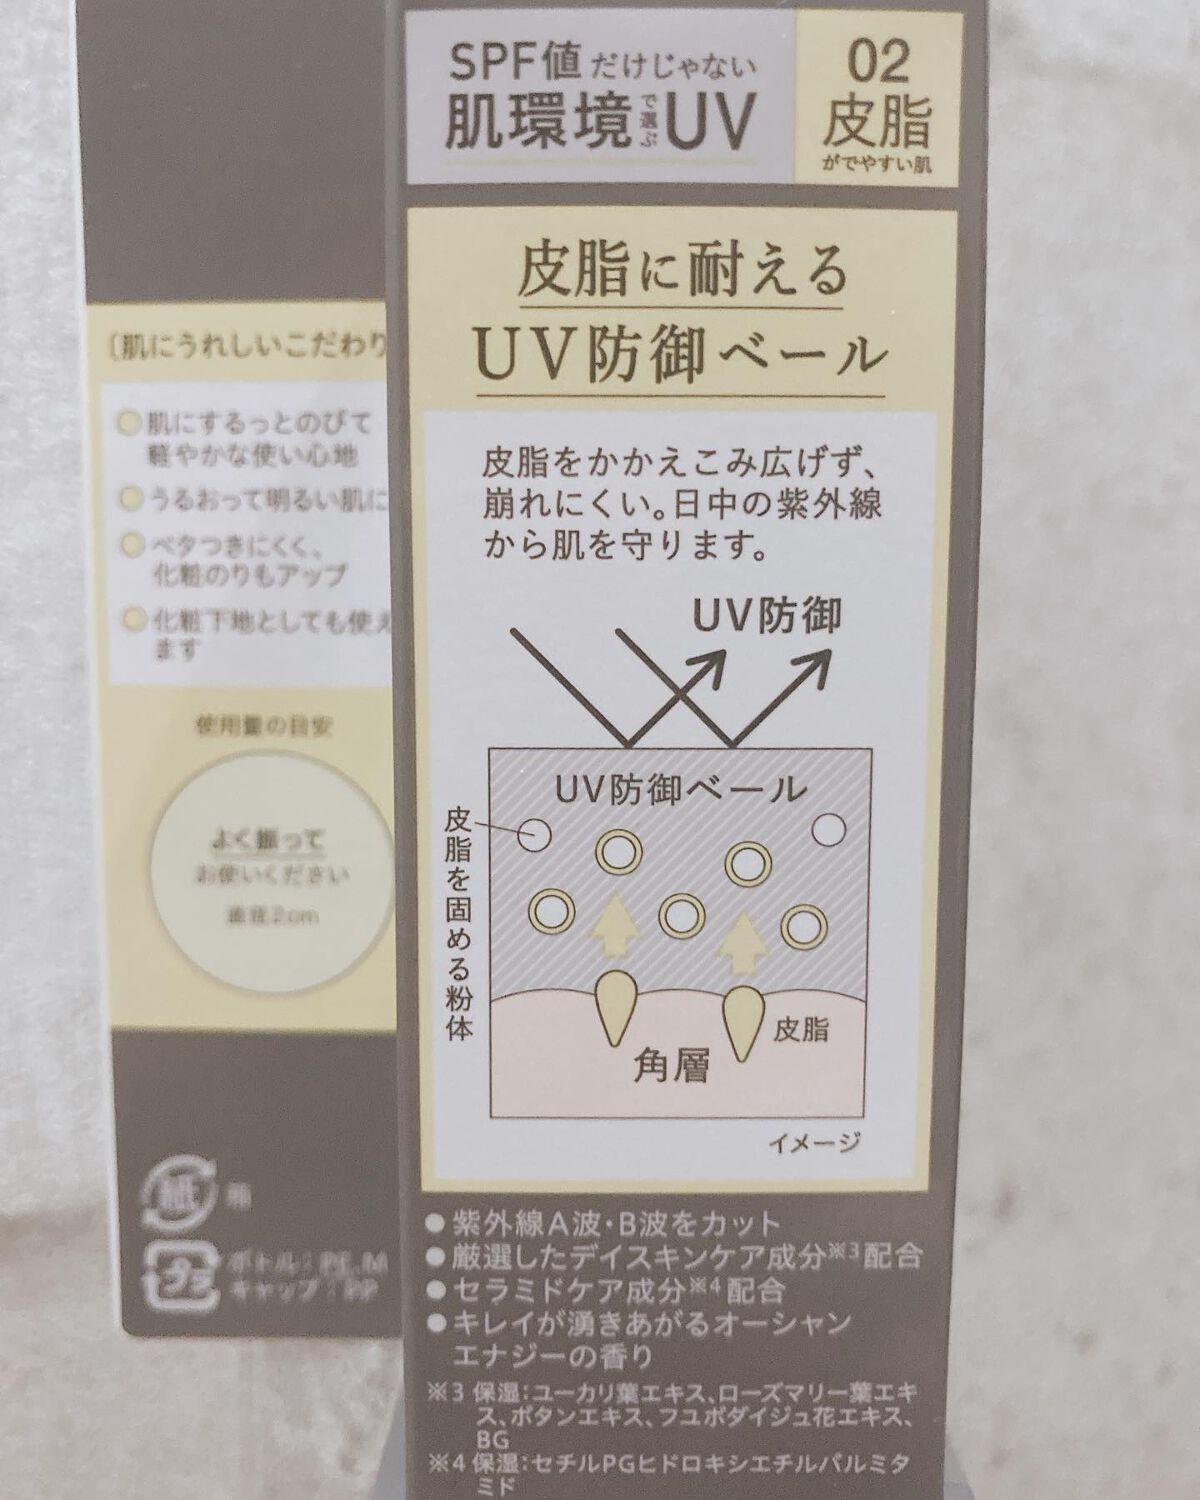 SPF値だけじゃない
肌環境で選ぶUV
02
皮脂
がでやすい肌
皮脂に耐える
UV防御ベール
皮脂をかかえこみ広げず、
崩れにくい。日中の紫外線
から肌を守ります。
UV防御
UV防御ベール
皮脂を固める粉体
皮脂
角層
イメージ
●紫外線A波・B波をカット
●厳選したデイスキンケア成分※3配合
●セラミドケア成分※4配合
●キレイが湧きあがるオーシャン
エナジーの香り
※3 保湿:ユーカリ葉エキス、ローズマリー葉エキ
ス、ボタンエキス、フユボダイジュ花エキス、
BG
※4 保湿:セチルPGヒドロキシエチルパルミタ
ミド
〔肌にうれしいこだわり
肌にするっとのびて
軽やかな使い心地
うるおって明るい肌に
ベタつきにくく、
化粧のりもアップ
化粧下地としても使え
ます
使用量の目安
よく振って
お使いください
直径2cm
紙
箱
プラ
ボトル:PE,M
キャップ:PP